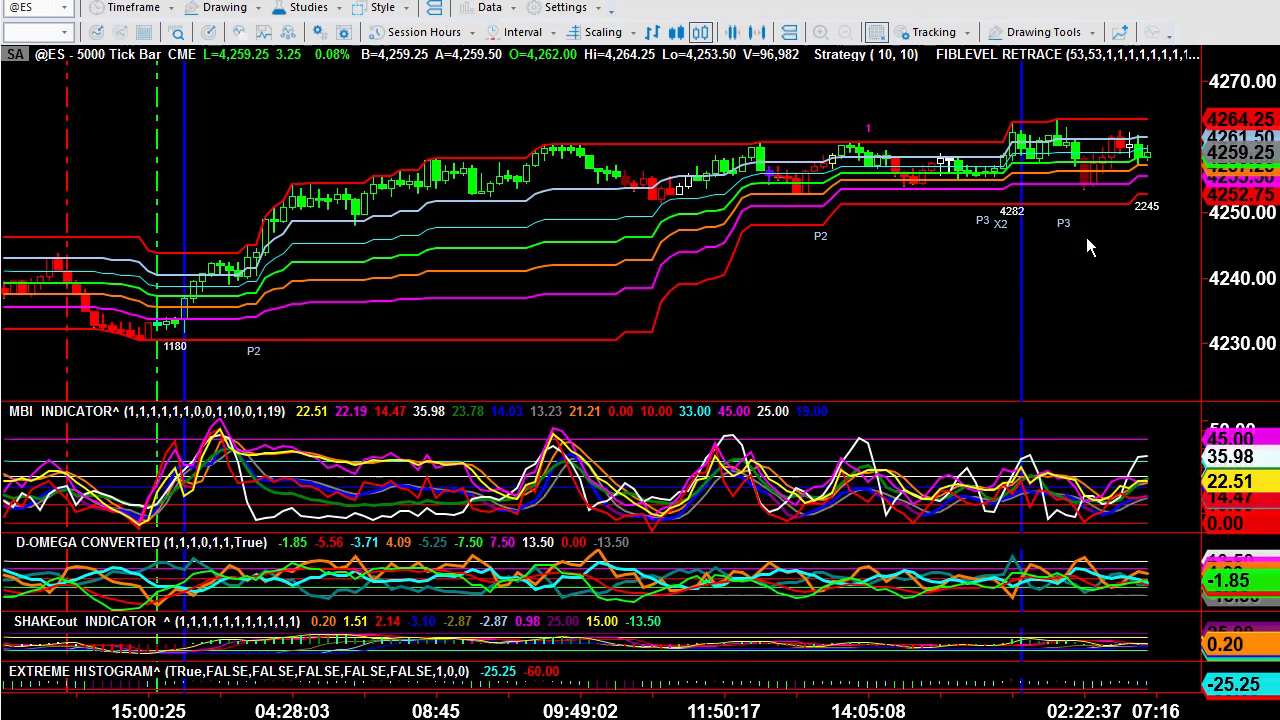 @ES Timeframe Drawing Studies Style Data Settings
Session Hours Interval Scaling Tracking Drawing Tools
SA @ES - 5000 Tick Bar CME L=4,259.25 3.25 0.08% B=4,259.25 A=4,259.50 O=4,262.00 Hi=4,264.25 Lo=4,253.50 V=96,982 Strategy ( 10, 10) FIBLEVEL RETRACE (53,53,1,1,1,1,1,1,1,1...
4270.00
4264.25
4261.50
4259.25
4252.75
4250.00
4240.00
4230.00
1
4282
2245
P3
X2
P3
P2
1180
P2
MBI INDICATOR^ (1,1,1,1,1,1,0,0,1,10,0,1,19) 22.51 22.19 14.47 35.98 23.78 14.03 13.23 21.21 0.00 10.00 33.00 45.00 25.00 19.00
45.00
35.98
22.51
14.47
0.00
D-OMEGA CONVERTED (1,1,1,0,1,1,True) -1.85 -5.56 -3.71 4.09 -5.25 -7.50 7.50 13.50 0.00 -13.50
-1.85
SHAKEout INDICATOR ^ (1,1,1,1,1,1,1,1,1,1,1) 0.20 1.51 2.14 -3.10 -2.87 -2.87 0.98 25.00 15.00 -13.50
0.20
EXTREME HISTOGRAM^ (TRue,FALSE,FALSE,FALSE,FALSE,FALSE,1,0,0) -25.25 -60.00
-25.25
15:00:25 04:28:03 08:45 09:49:02 11:50:17 14:05:08 02:22:37 07:16